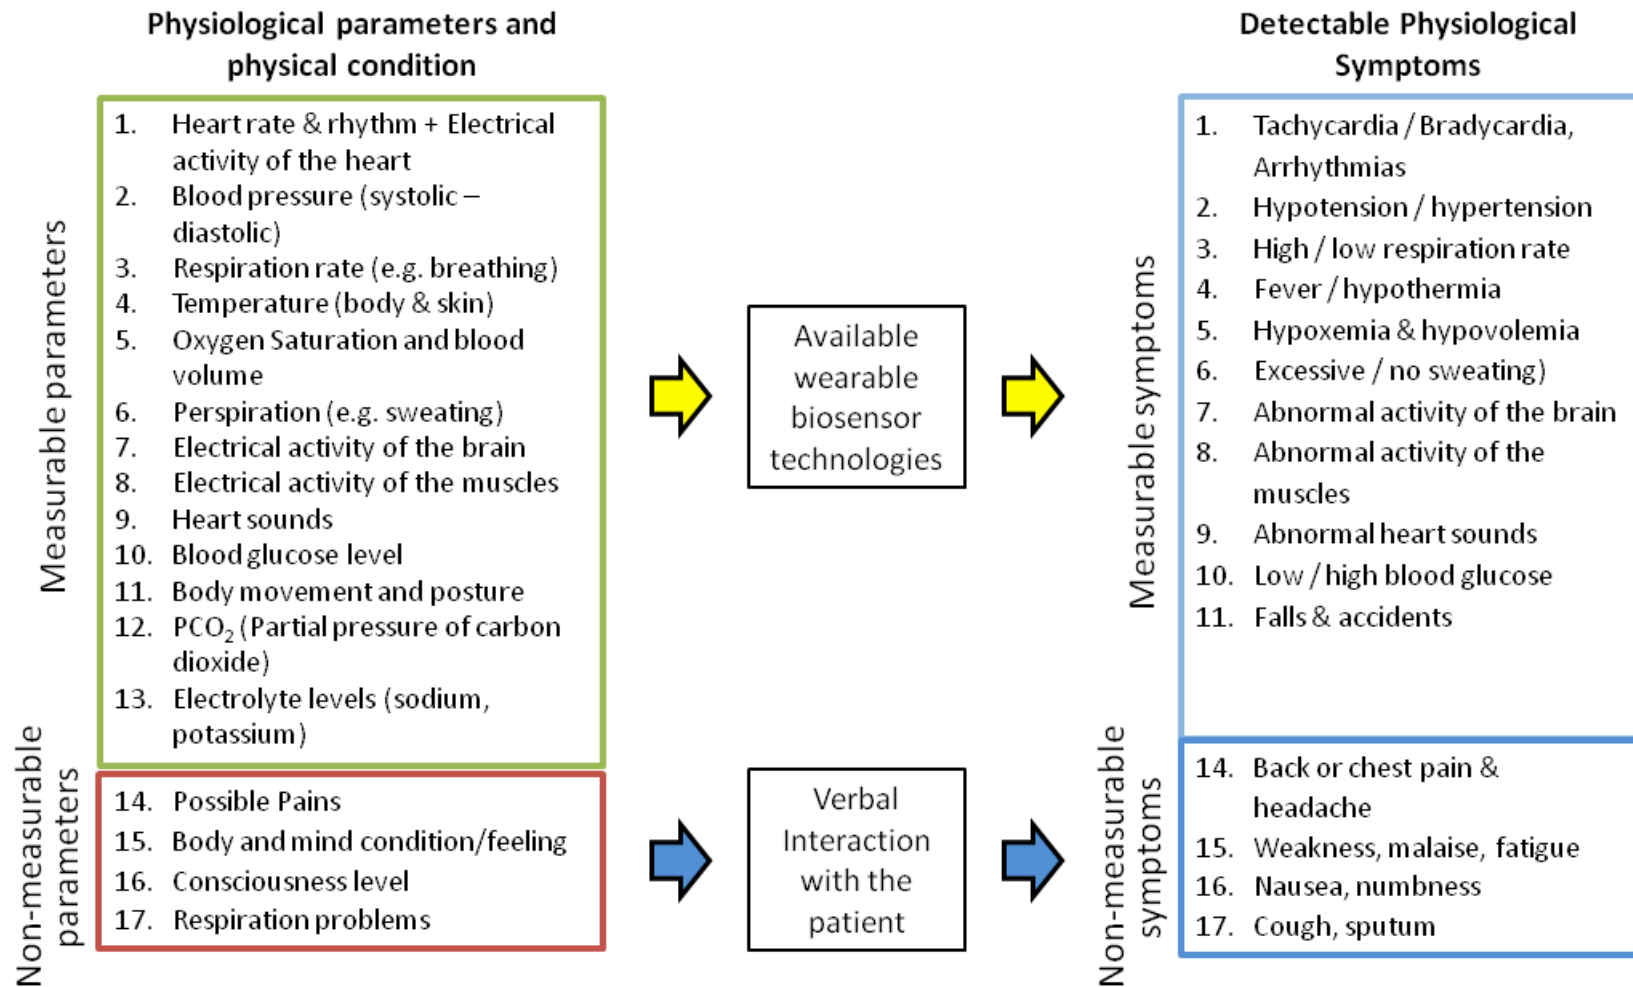 Physiological parameters and
physical condition
Measurable parameters
1. Heart rate & rhythm + Electrical
activity of the heart
2. Blood pressure (systolic –
diastolic)
3. Respiration rate (e.g. breathing)
4. Temperature (body & skin)
5. Oxygen Saturation and blood
volume
6. Perspiration (e.g. sweating)
7. Electrical activity of the brain
8. Electrical activity of the muscles
9. Heart sounds
10. Blood glucose level
11. Body movement and posture
12. PCO₂ (Partial pressure of carbon
dioxide)
13. Electrolyte levels (sodium,
potassium)
Non-measurable
parameters
14. Possible Pains
15. Body and mind condition/feeling
16. Consciousness level
17. Respiration problems
Available
wearable
biosensor
technologies
Verbal
Interaction
with the
patient
Detectable Physiological
Symptoms
Measurable symptoms
1. Tachycardia / Bradycardia,
Arrhythmias
2. Hypotension / hypertension
3. High / low respiration rate
4. Fever / hypothermia
5. Hypoxemia & hypovolemia
6. Excessive / no sweating)
7. Abnormal activity of the brain
8. Abnormal activity of the
muscles
9. Abnormal heart sounds
10. Low / high blood glucose
11. Falls & accidents
Non-measurable
symptoms
14. Back or chest pain &
headache
15. Weakness, malaise, fatigue
16. Nausea, numbness
17. Cough, sputum